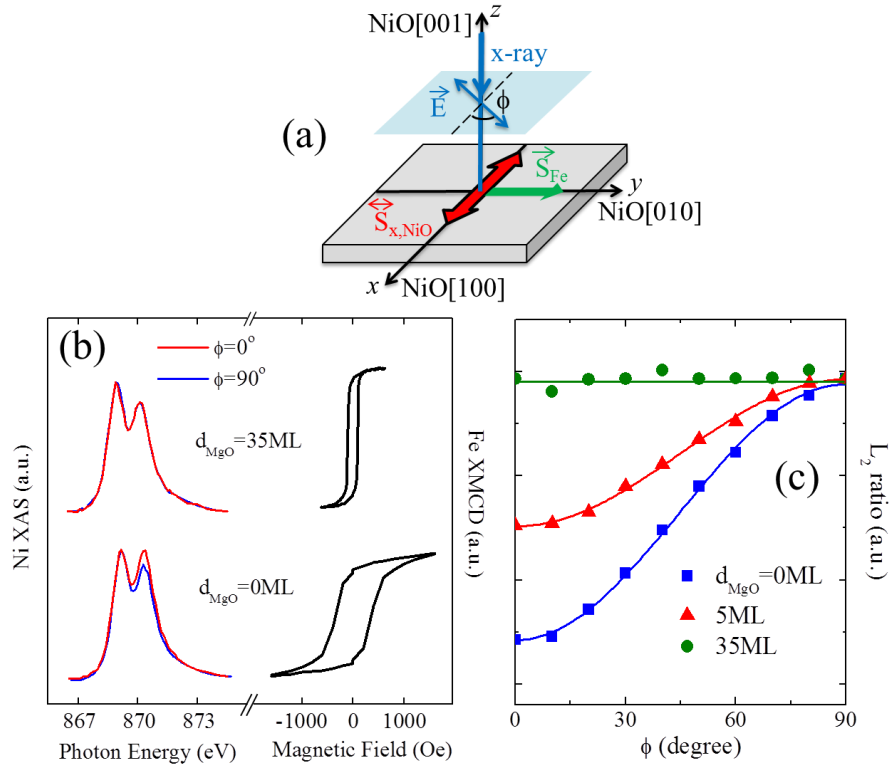 NiO[001]
z
x-ray
E
ϕ
(a)
S_Fe
y
NiO[010]
S_x,NiO
x
NiO[100]
(b)
ϕ=0°
ϕ=90°
d_MgO=35ML
d_MgO=0ML
Ni XAS (a.u.)
867 870 873
Photon Energy (eV)
-1000 0 1000
Magnetic Field (Oe)
Fe XMCD (a.u.)
(c)
d_MgO=0ML
5ML
35ML
L₂ ratio (a.u.)
0 30 60 90
ϕ (degree)